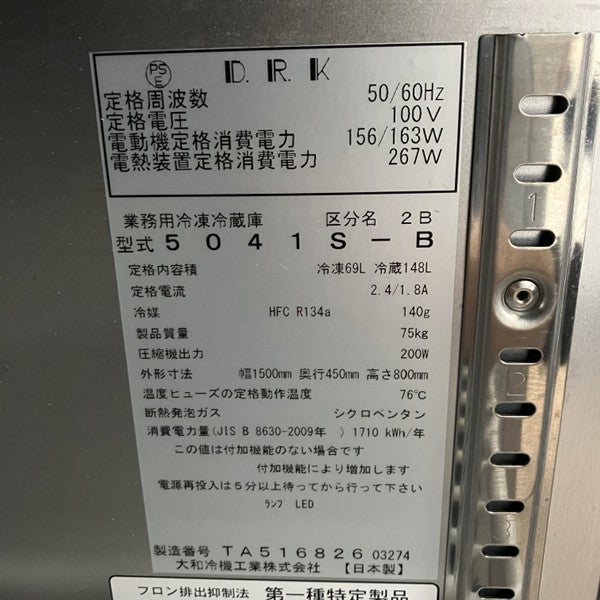 PS
E
D.R.K
定格周波数 50/60Hz
定格電圧 100V
電動機定格消費電力 156/163W
電熱装置定格消費電力 267W
業務用冷凍冷蔵庫 区分名 2B
型式 5041S-B
定格内容積 冷凍69L 冷蔵148L
定格電流 2.4/1.8A
冷媒 HFC R134a 140g
製品質量 75kg
圧縮機出力 200W
外形寸法 幅1500mm 奥行450mm 高さ800mm
温度ヒューズの定格動作温度 76℃
断熱発泡ガス シクロペンタン
消費電力量(JIS B 8630-2009年 ) 1710 kWh/年
この値は付加機能のない場合です
付加機能により増加します
電源再投入は5分以上待ってから行って下さい
ランプ LED
製造番号 TA516826 03274
大和冷機工業株式会社 【日本製】
フロン排出抑制法 第一種特定製品
1
2
3